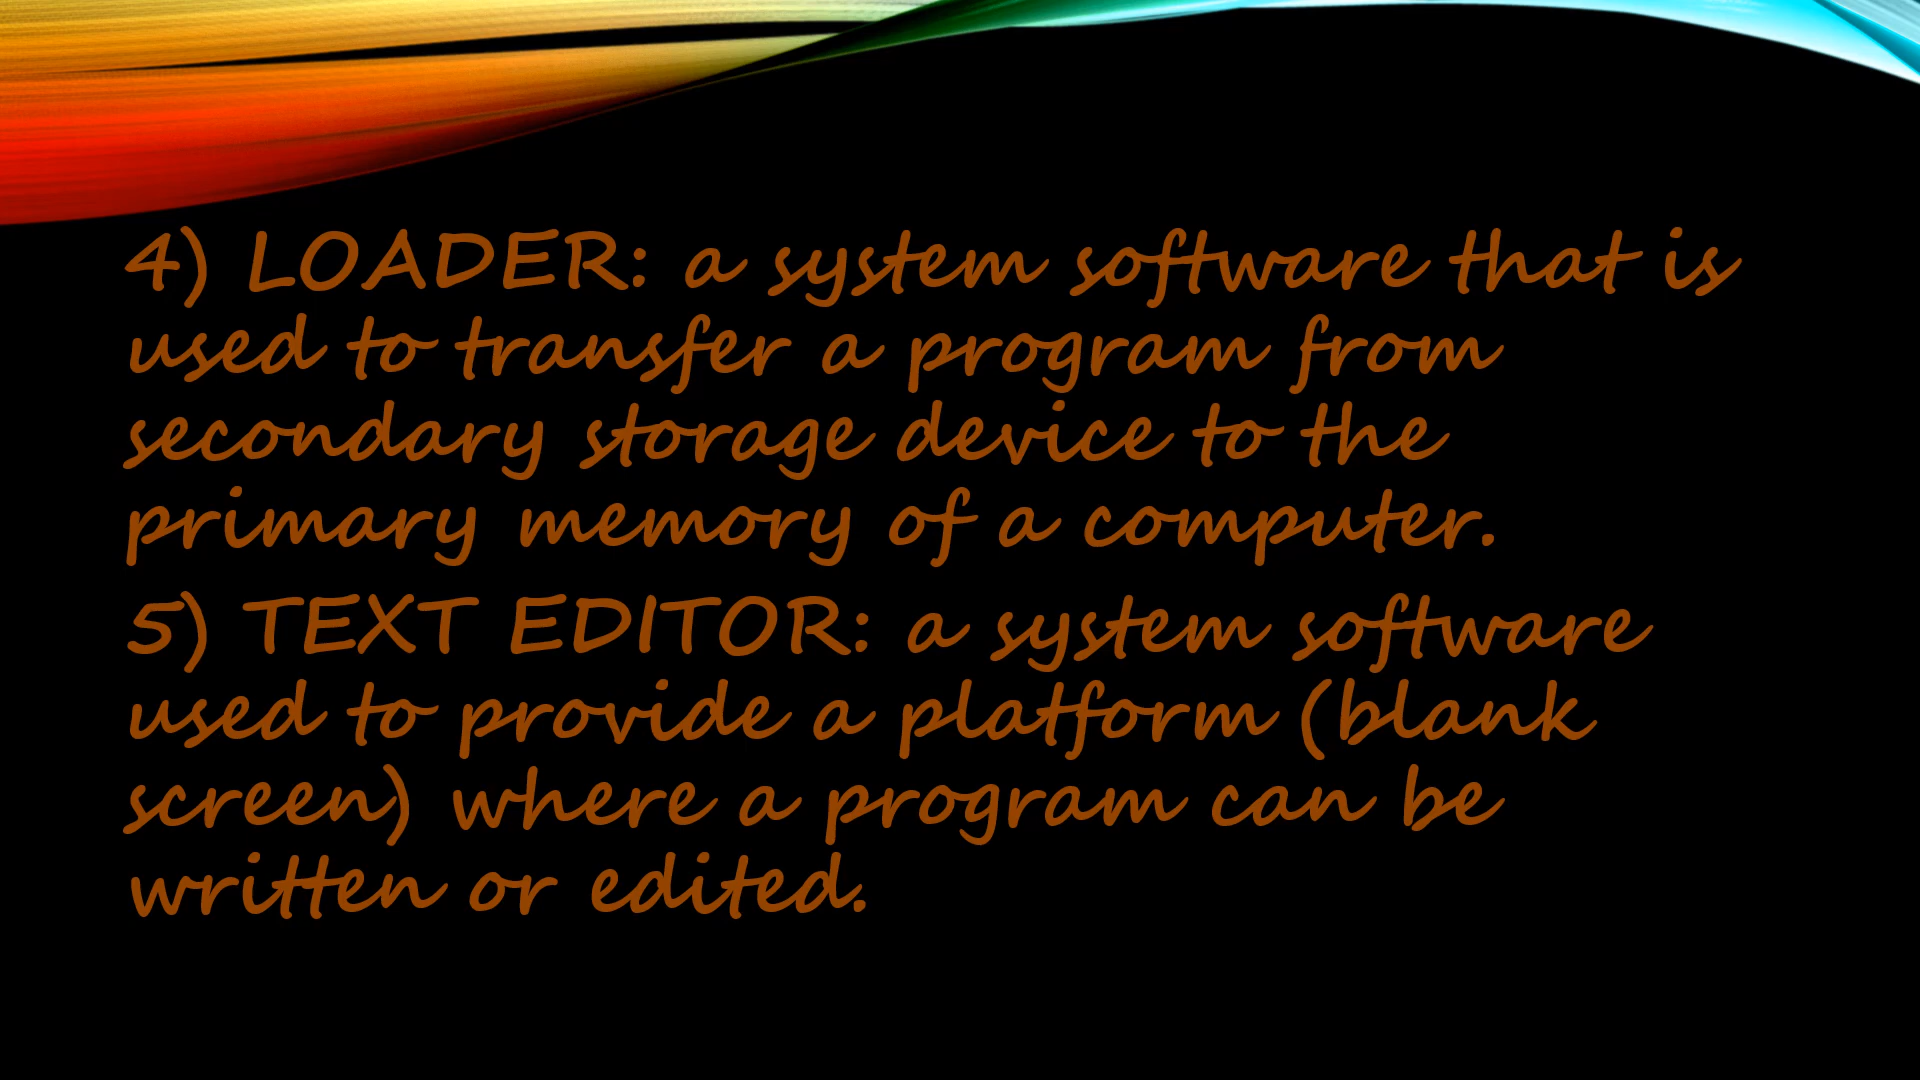 4) LOADER: a system software that is
used to transfer a program from
secondary storage device to the
primary memory of a computer.
5) TEXT EDITOR: a system software
used to provide a platform (blank
screen) where a program can be
written or edited.